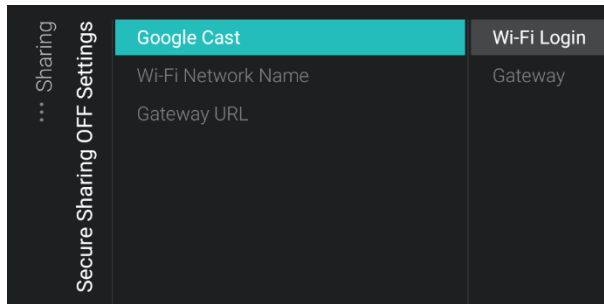 ... Sharing
Secure Sharing OFF Settings
Google Cast
Wi-Fi Network Name
Gateway URL
Wi-Fi Login
Gateway